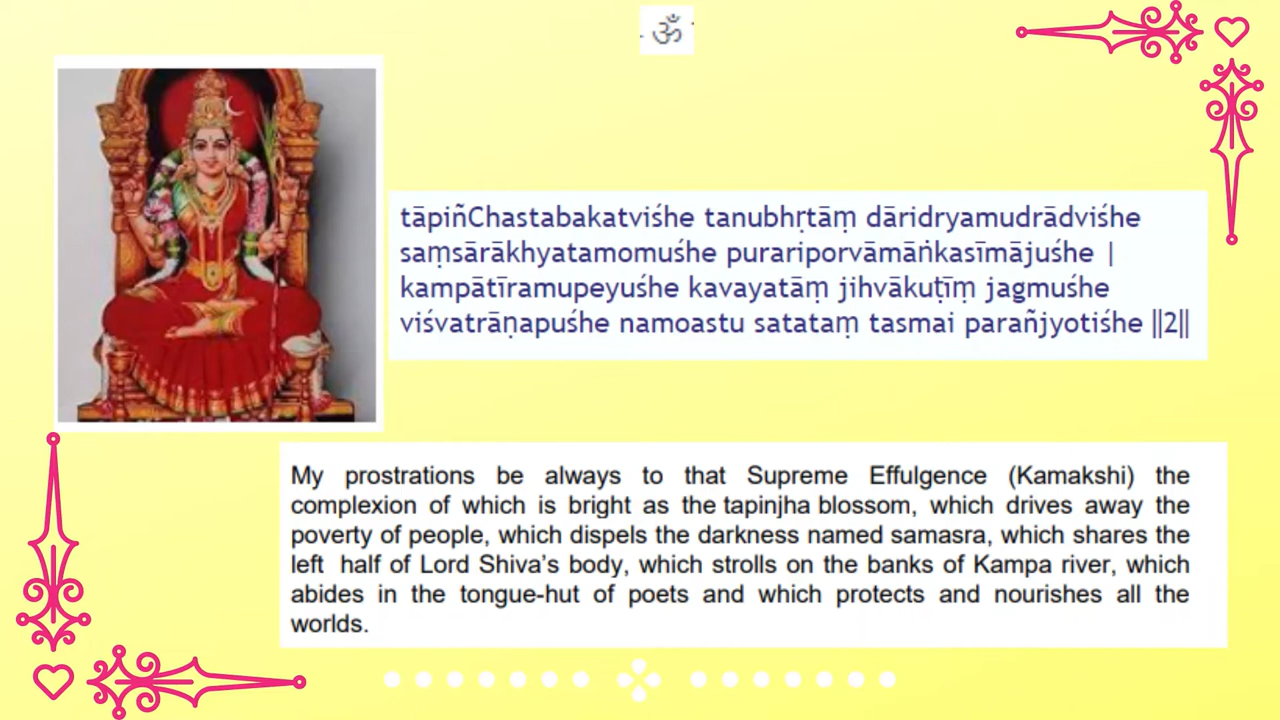 ॐ
tāpiñChastabakatviśhe tanubhṛtāṃ dāridryamudrādviśhe
saṃsārākhyatamomuśhe purariporvāmāṅkasīmājuśhe |
kampātīramupeyuśhe kavayatāṃ jihvākuṭīṃ jagmuśhe
viśvatrāṇapuśhe namoastu satataṃ tasmai parañjyotiśhe ||2||
My prostrations be always to that Supreme Effulgence (Kamakshi) the
complexion of which is bright as the tapinjha blossom, which drives away the
poverty of people, which dispels the darkness named samasra, which shares the
left half of Lord Shiva’s body, which strolls on the banks of Kampa river, which
abides in the tongue-hut of poets and which protects and nourishes all the
worlds.